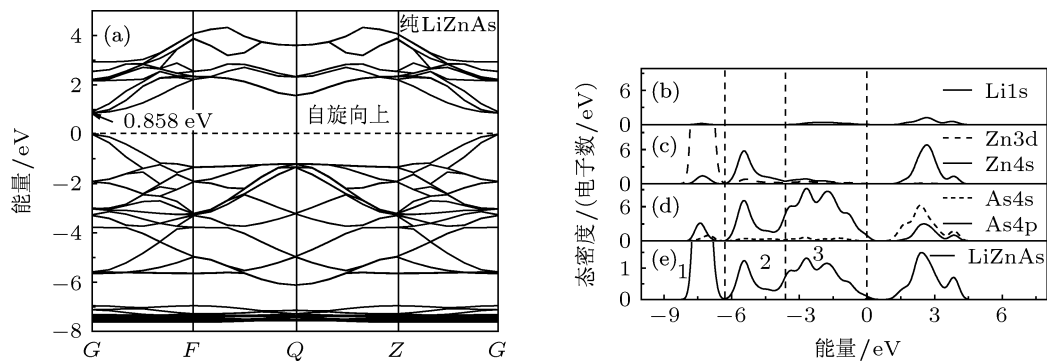 (a)
纯LiZnAs
4
2
0
−2
−4
−6
−8
能量/eV
0.858 eV
自旋向上
G F Q Z G
态密度/(电子数/eV)
(b)
Li1s
6
0
(c)
Zn3d
Zn4s
6
0
(d)
As4s
As4p
6
0
(e)
LiZnAs
1 2 3
1
0
−9 −6 −3 0 3 6
能量/eV